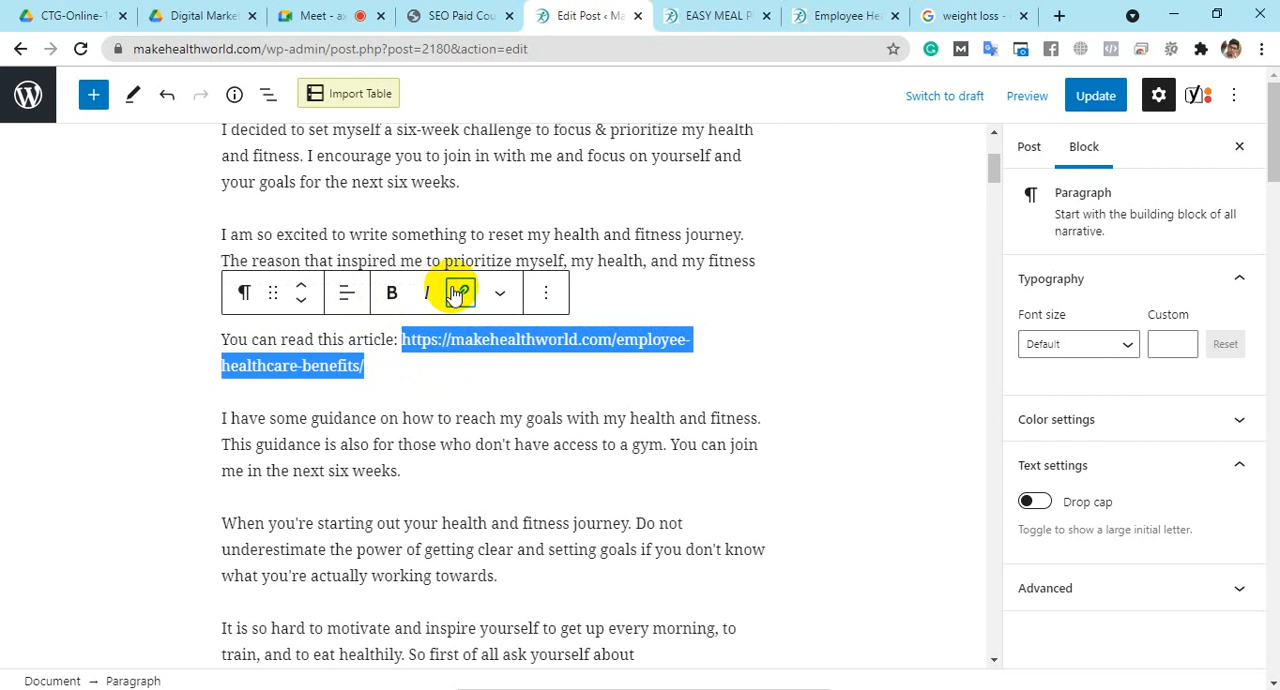 CTG-Online-1
Digital Market
Meet - ax
SEO Paid Cou
Edit Post ‹ Ma
EASY MEAL P
Employee He
weight loss -
makehealthworld.com/wp-admin/post.php?post=2180&action=edit
Import Table
Switch to draft
Preview
Update
I decided to set myself a six-week challenge to focus & prioritize my health
and fitness. I encourage you to join in with me and focus on yourself and
your goals for the next six weeks.
I am so excited to write something to reset my health and fitness journey.
The reason that inspired me to prioritize myself, my health, and my fitness
B I
You can read this article: https://makehealthworld.com/employee-
healthcare-benefits/
I have some guidance on how to reach my goals with my health and fitness.
This guidance is also for those who don't have access to a gym. You can join
me in the next six weeks.
When you're starting out your health and fitness journey. Do not
underestimate the power of getting clear and setting goals if you don't know
what you're actually working towards.
It is so hard to motivate and inspire yourself to get up every morning, to
train, and to eat healthily. So first of all ask yourself about
Post
Block
Paragraph
Start with the building block of all
narrative.
Typography
Font size
Custom
Default
Reset
Color settings
Text settings
Drop cap
Toggle to show a large initial letter.
Advanced
Document → Paragraph